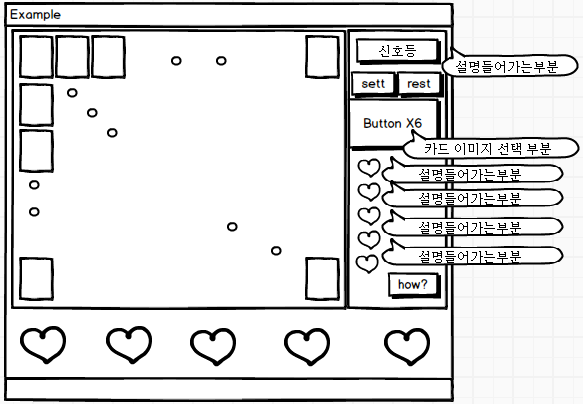 Example
신호등
설명들어가는부분
sett
rest
Button X6
카드 이미지 선택 부분
설명들어가는부분
설명들어가는부분
설명들어가는부분
설명들어가는부분
how?